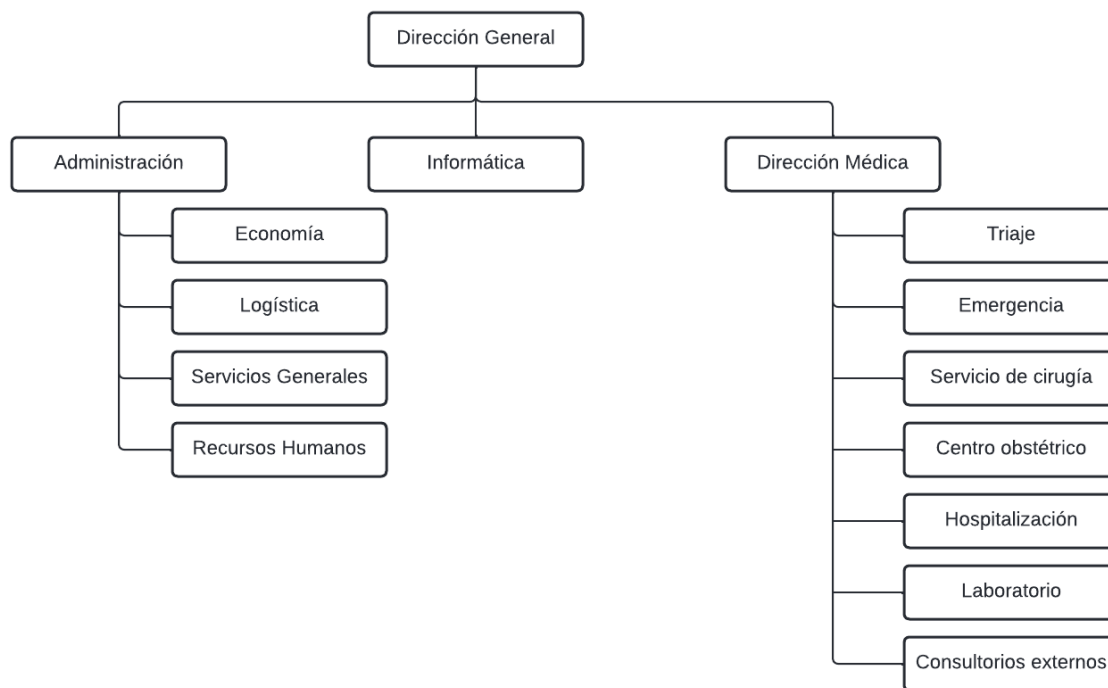 Dirección General
Administración
Informática
Dirección Médica
Economía
Logística
Servicios Generales
Recursos Humanos
Triaje
Emergencia
Servicio de cirugía
Centro obstétrico
Hospitalización
Laboratorio
Consultorios externos